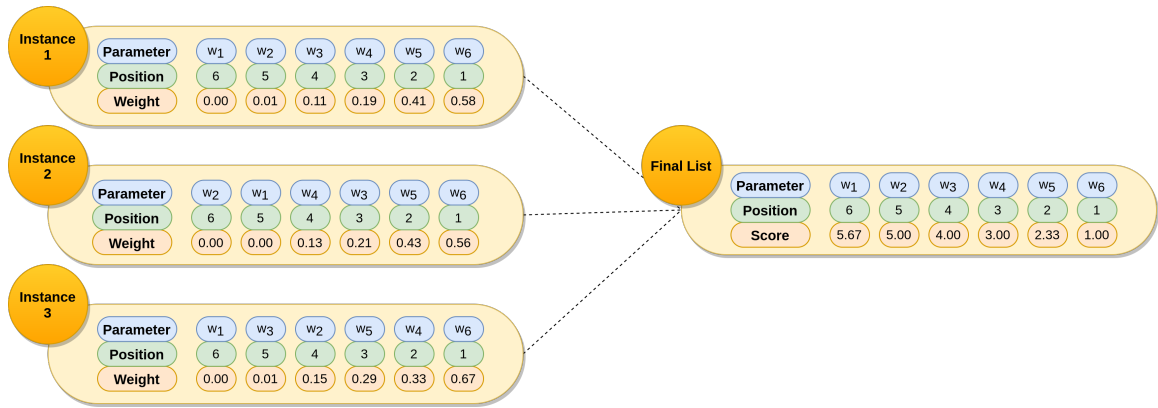 Instance
1
Parameter w1 w2 w3 w4 w5 w6
Position 6 5 4 3 2 1
Weight 0.00 0.01 0.11 0.19 0.41 0.58
Instance
2
Parameter w2 w1 w4 w3 w5 w6
Position 6 5 4 3 2 1
Weight 0.00 0.00 0.13 0.21 0.43 0.56
Instance
3
Parameter w1 w3 w2 w5 w4 w6
Position 6 5 4 3 2 1
Weight 0.00 0.01 0.15 0.29 0.33 0.67
Final List
Parameter w1 w2 w3 w4 w5 w6
Position 6 5 4 3 2 1
Score 5.67 5.00 4.00 3.00 2.33 1.00